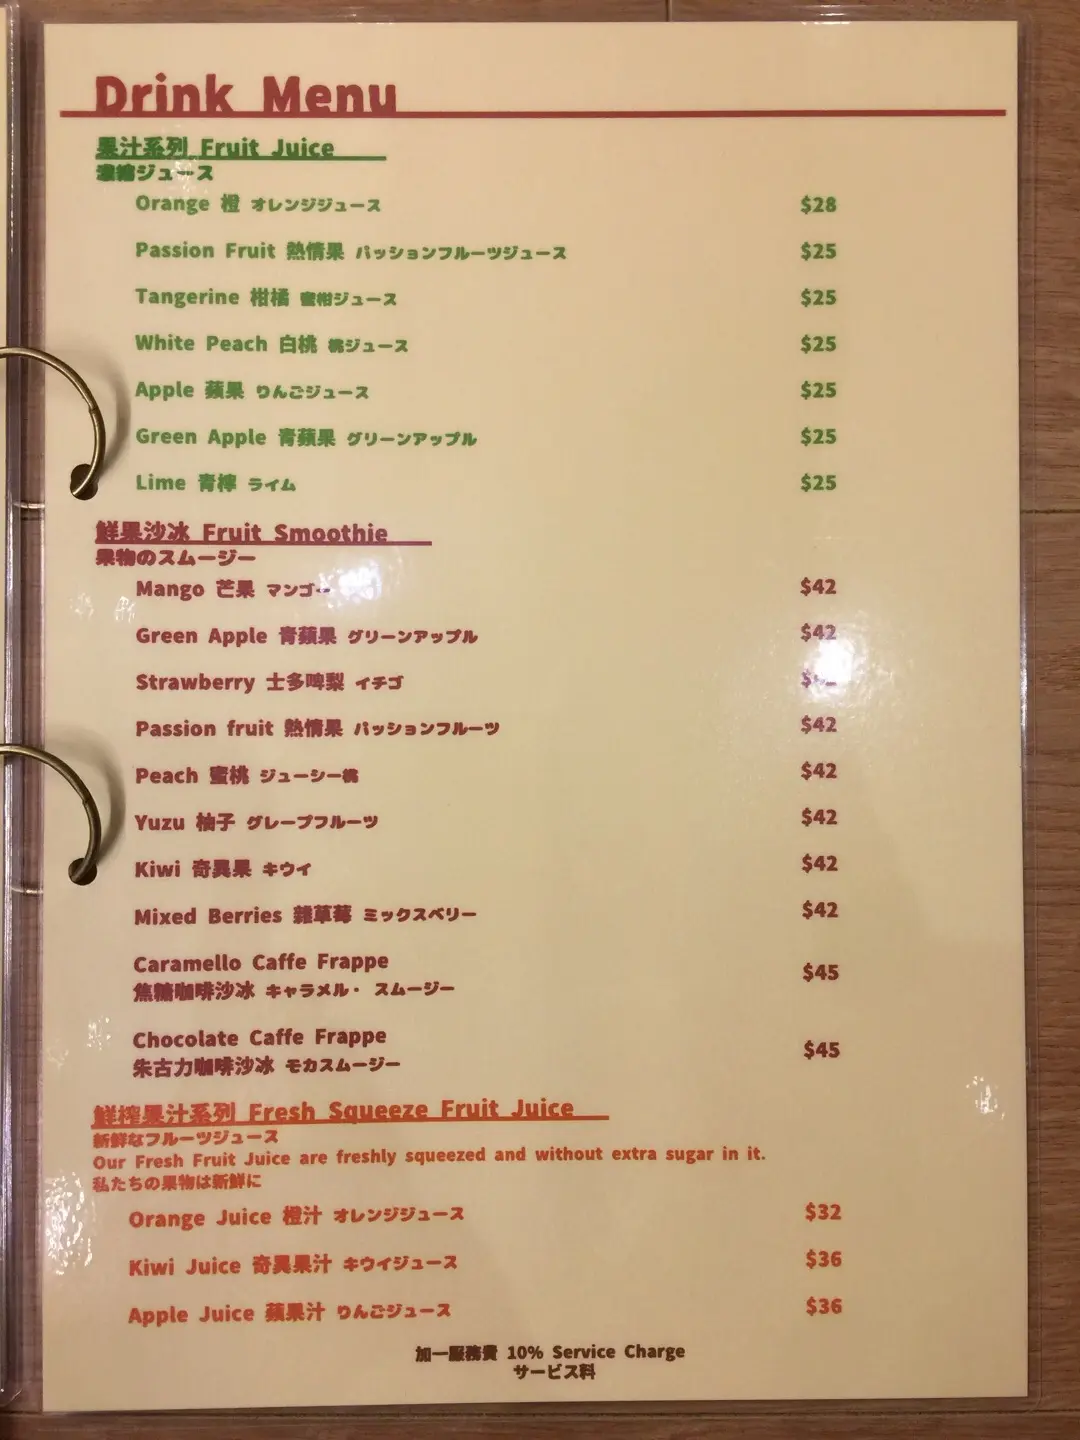 Drink Menu
果汁系列 Fruit Juice
濃縮ジュース
Orange 橙 オレンジジュース $28
Passion Fruit 熱情果 パッションフルーツジュース $25
Tangerine 柑橘 蜜柑ジュース $25
White Peach 白桃 桃ジュース $25
Apple 蘋果 りんごジュース $25
Green Apple 青蘋果 グリーンアップル $25
Lime 青檸 ライム $25
鮮果沙冰 Fruit Smoothie
果物のスムージー
Mango 芒果 マンゴー $42
Green Apple 青蘋果 グリーンアップル $42
Strawberry 士多啤梨 イチゴ
Passion fruit 熱情果 パッションフルーツ $42
Peach 蜜桃 ジューシー桃 $42
Yuzu 柚子 グレープフルーツ $42
Kiwi 奇異果 キウイ $42
Mixed Berries 雜草莓 ミックスベリー $42
Caramello Caffe Frappe
焦糖咖啡沙冰 キャラメル・ スムージー $45
Chocolate Caffe Frappe
朱古力咖啡沙冰 モカスムージー $45
鮮榨果汁系列 Fresh Squeeze Fruit Juice
新鮮なフルーツジュース
Our Fresh Fruit Juice are freshly squeezed and without extra sugar in it.
私たちの果物は新鮮に
Orange Juice 橙汁 オレンジジュース $32
Kiwi Juice 奇異果汁 キウイジュース $36
Apple Juice 蘋果汁 りんごジュース $36
加一服務費 10% Service Charge
サービス料